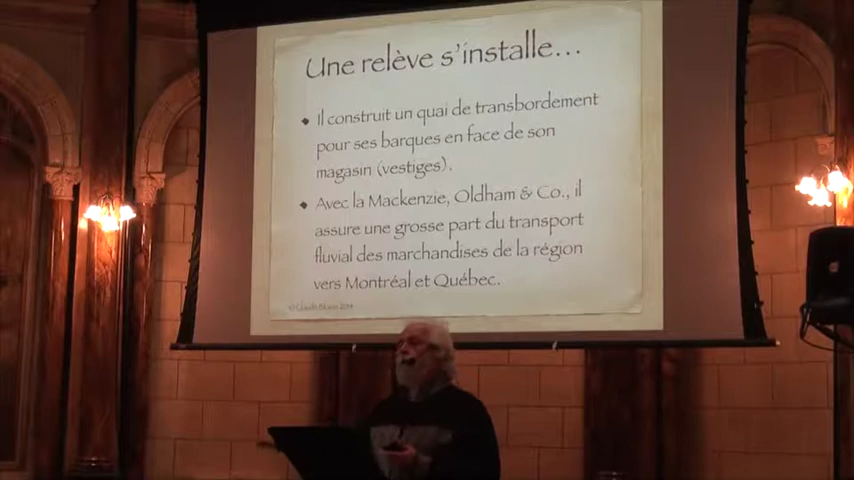 Une relève s'installe…
• Il construit un quai de transbordement
pour ses barques en face de son
magasin (vestiges).
• Avec la Mackenzie, Oldham & Co., il
assure une grosse part du transport
fluvial des marchandises de la région
vers Montréal et Québec.